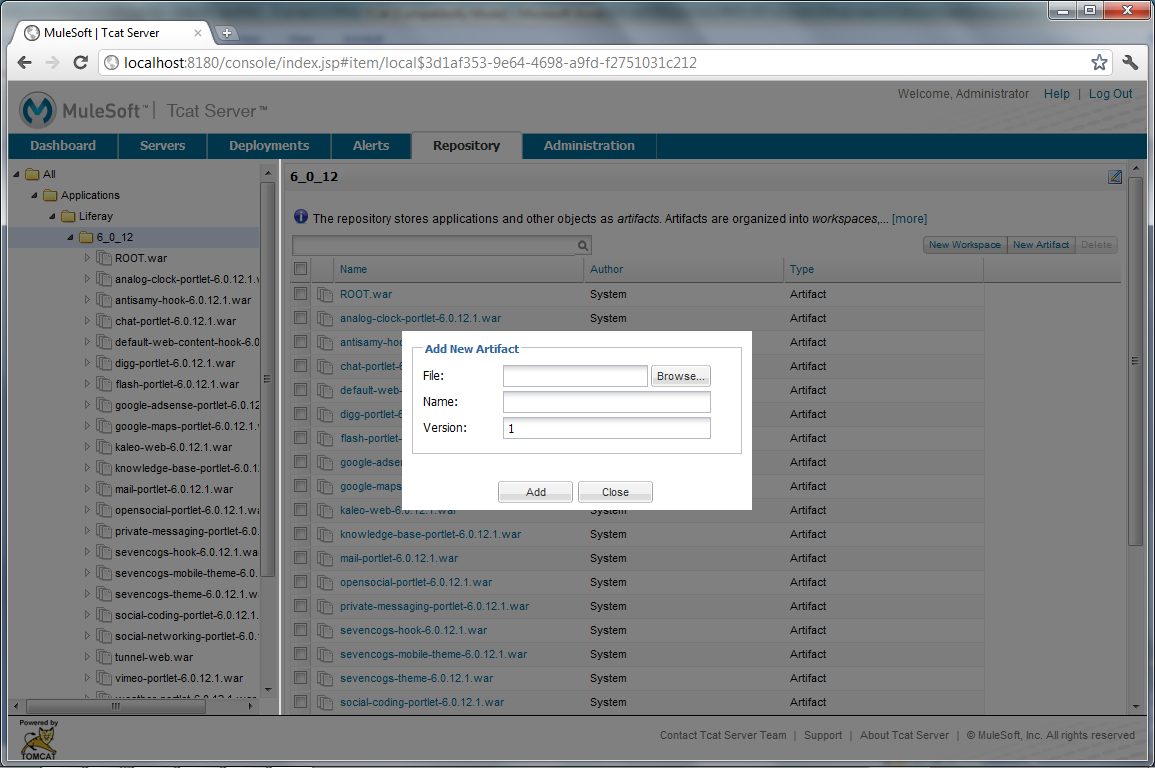 MuleSoft | Tcat Server
localhost:8180/console/index.jsp#item/local$3d1af353-9e64-4698-a9fd-f2751031c212
MuleSoft™ | Tcat Server™
Welcome, Administrator Help | Log Out
Dashboard Servers Deployments Alerts Repository Administration
All
Applications
Liferay
6_0_12
ROOT.war
analog-clock-portlet-6.0.12.1.v
antisamy-hook-6.0.12.1.war
chat-portlet-6.0.12.1.war
default-web-content-hook-6.0
digg-portlet-6.0.12.1.war
flash-portlet-6.0.12.1.war
google-adsense-portlet-6.0.12
google-maps-portlet-6.0.12.1.
kaleo-web-6.0.12.1.war
knowledge-base-portlet-6.0.12
mail-portlet-6.0.12.1.war
opensocial-portlet-6.0.12.1.wa
private-messaging-portlet-6.0.
sevencogs-hook-6.0.12.1.wa
sevencogs-mobile-theme-6.0.
sevencogs-theme-6.0.12.1.wa
social-coding-portlet-6.0.12.1.
social-networking-portlet-6.0.
tunnel-web.war
vimeo-portlet-6.0.12.1.war
weather-portlet-6.0.12.1.war
6_0_12
The repository stores applications and other objects as artifacts. Artifacts are organized into workspaces,... [more]
New Workspace New Artifact Delete
Name Author Type
ROOT.war System Artifact
analog-clock-portlet-6.0.12.1.war System Artifact
antisamy-ho Artifact
chat-portlet- Artifact
default-web- Artifact
digg-portlet-6 Artifact
flash-portlet- Artifact
google-adse Artifact
google-maps Artifact
kaleo-web-6.0.12.1.war System Artifact
knowledge-base-portlet-6.0.12.1.war System Artifact
mail-portlet-6.0.12.1.war System Artifact
opensocial-portlet-6.0.12.1.war System Artifact
private-messaging-portlet-6.0.12.1.war System Artifact
sevencogs-hook-6.0.12.1.war System Artifact
sevencogs-mobile-theme-6.0.12.1.war System Artifact
sevencogs-theme-6.0.12.1.war System Artifact
social-coding-portlet-6.0.12.1.war System Artifact
Add New Artifact
File: Browse...
Name:
Version: 1
Add Close
Powered by
TOMCAT
Contact Tcat Server Team | Support | About Tcat Server | © MuleSoft, Inc. All rights reserved